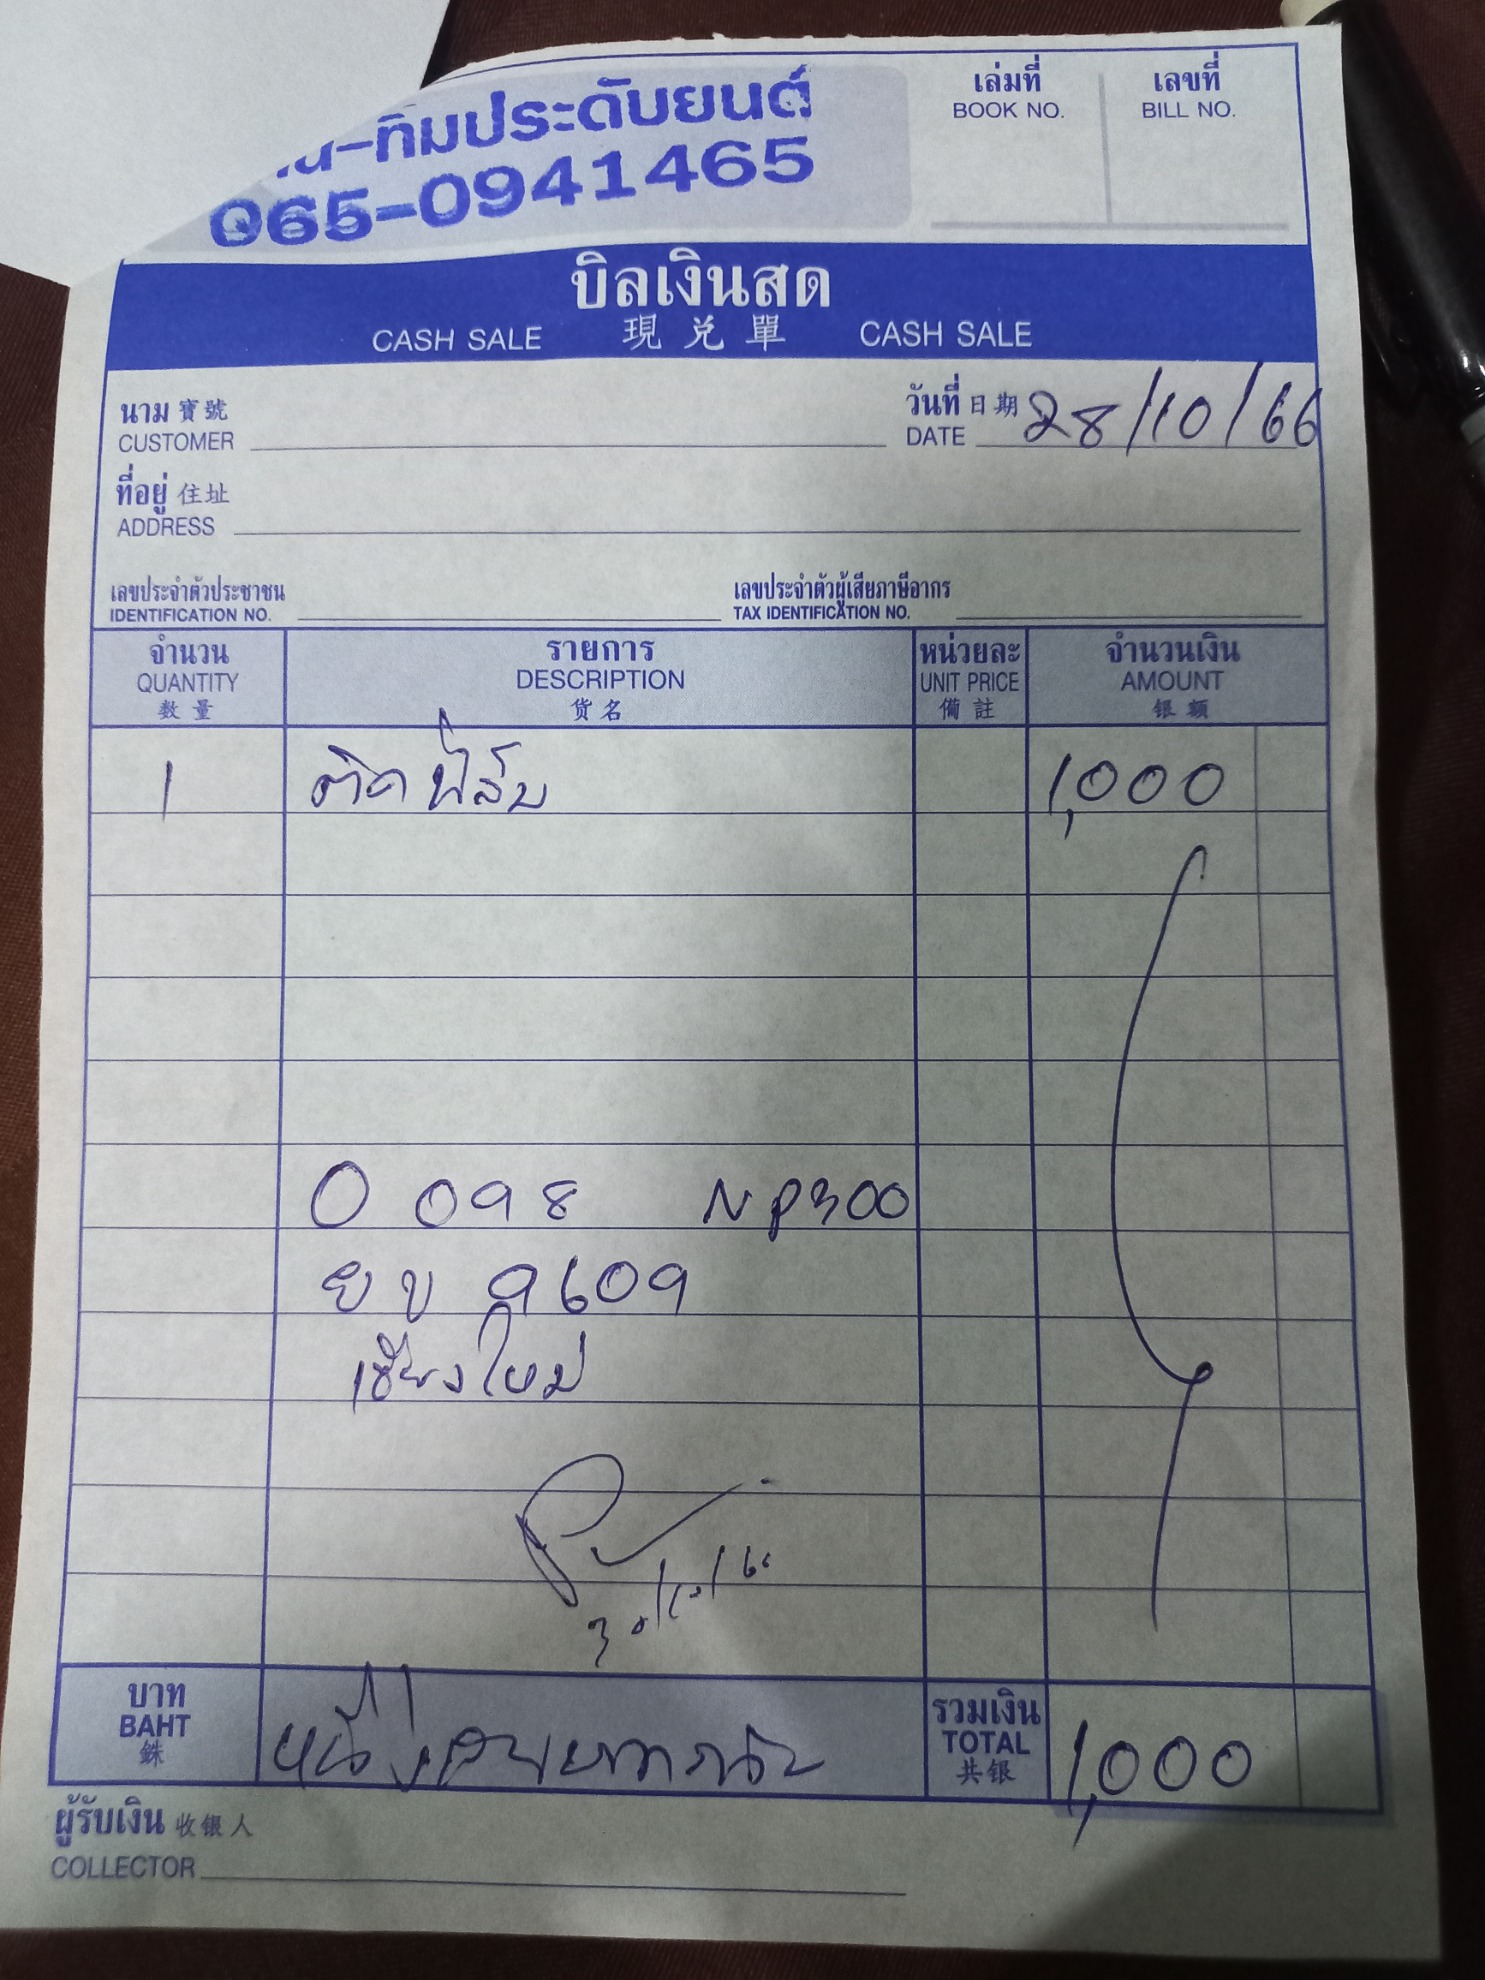 -ทิมประดับยนต์
065-0941465
เล่มที่
BOOK NO.
เลขที่
BILL NO.
บิลเงินสด
CASH SALE 現兑單 CASH SALE
นาม 寶號
CUSTOMER
วันที่ 日期 28/10/66
DATE
ที่อยู่ 住址
ADDRESS
เลขประจำตัวประชาชน
IDENTIFICATION NO.
เลขประจำตัวผู้เสียภาษีอากร
TAX IDENTIFICATION NO.
จำนวน
QUANTITY
数量
รายการ
DESCRIPTION
货名
หน่วยละ
UNIT PRICE
備註
จำนวนเงิน
AMOUNT
银额
1 ติดฟิล์ม 1,000
0 098 NP300
ยข 9609
เชียงใหม่
30/10/66
บาท
BAHT
銖
หนึ่งพันบาทถ้วน
รวมเงิน
TOTAL
共银
1,000
ผู้รับเงิน 收银人
COLLECTOR